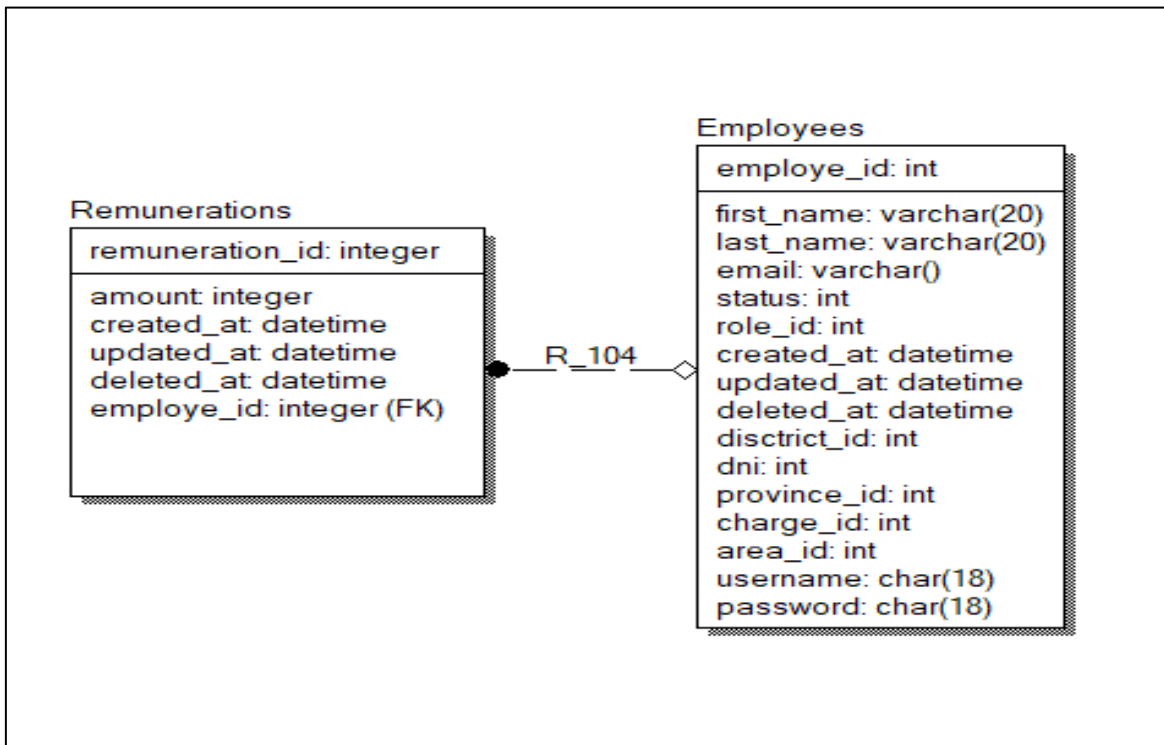 Remunerations
remuneration_id: integer
amount: integer
created_at: datetime
updated_at: datetime
deleted_at: datetime
employe_id: integer (FK)
R_104
Employees
employe_id: int
first_name: varchar(20)
last_name: varchar(20)
email: varchar()
status: int
role_id: int
created_at: datetime
updated_at: datetime
deleted_at: datetime
disctrict_id: int
dni: int
province_id: int
charge_id: int
area_id: int
username: char(18)
password: char(18)